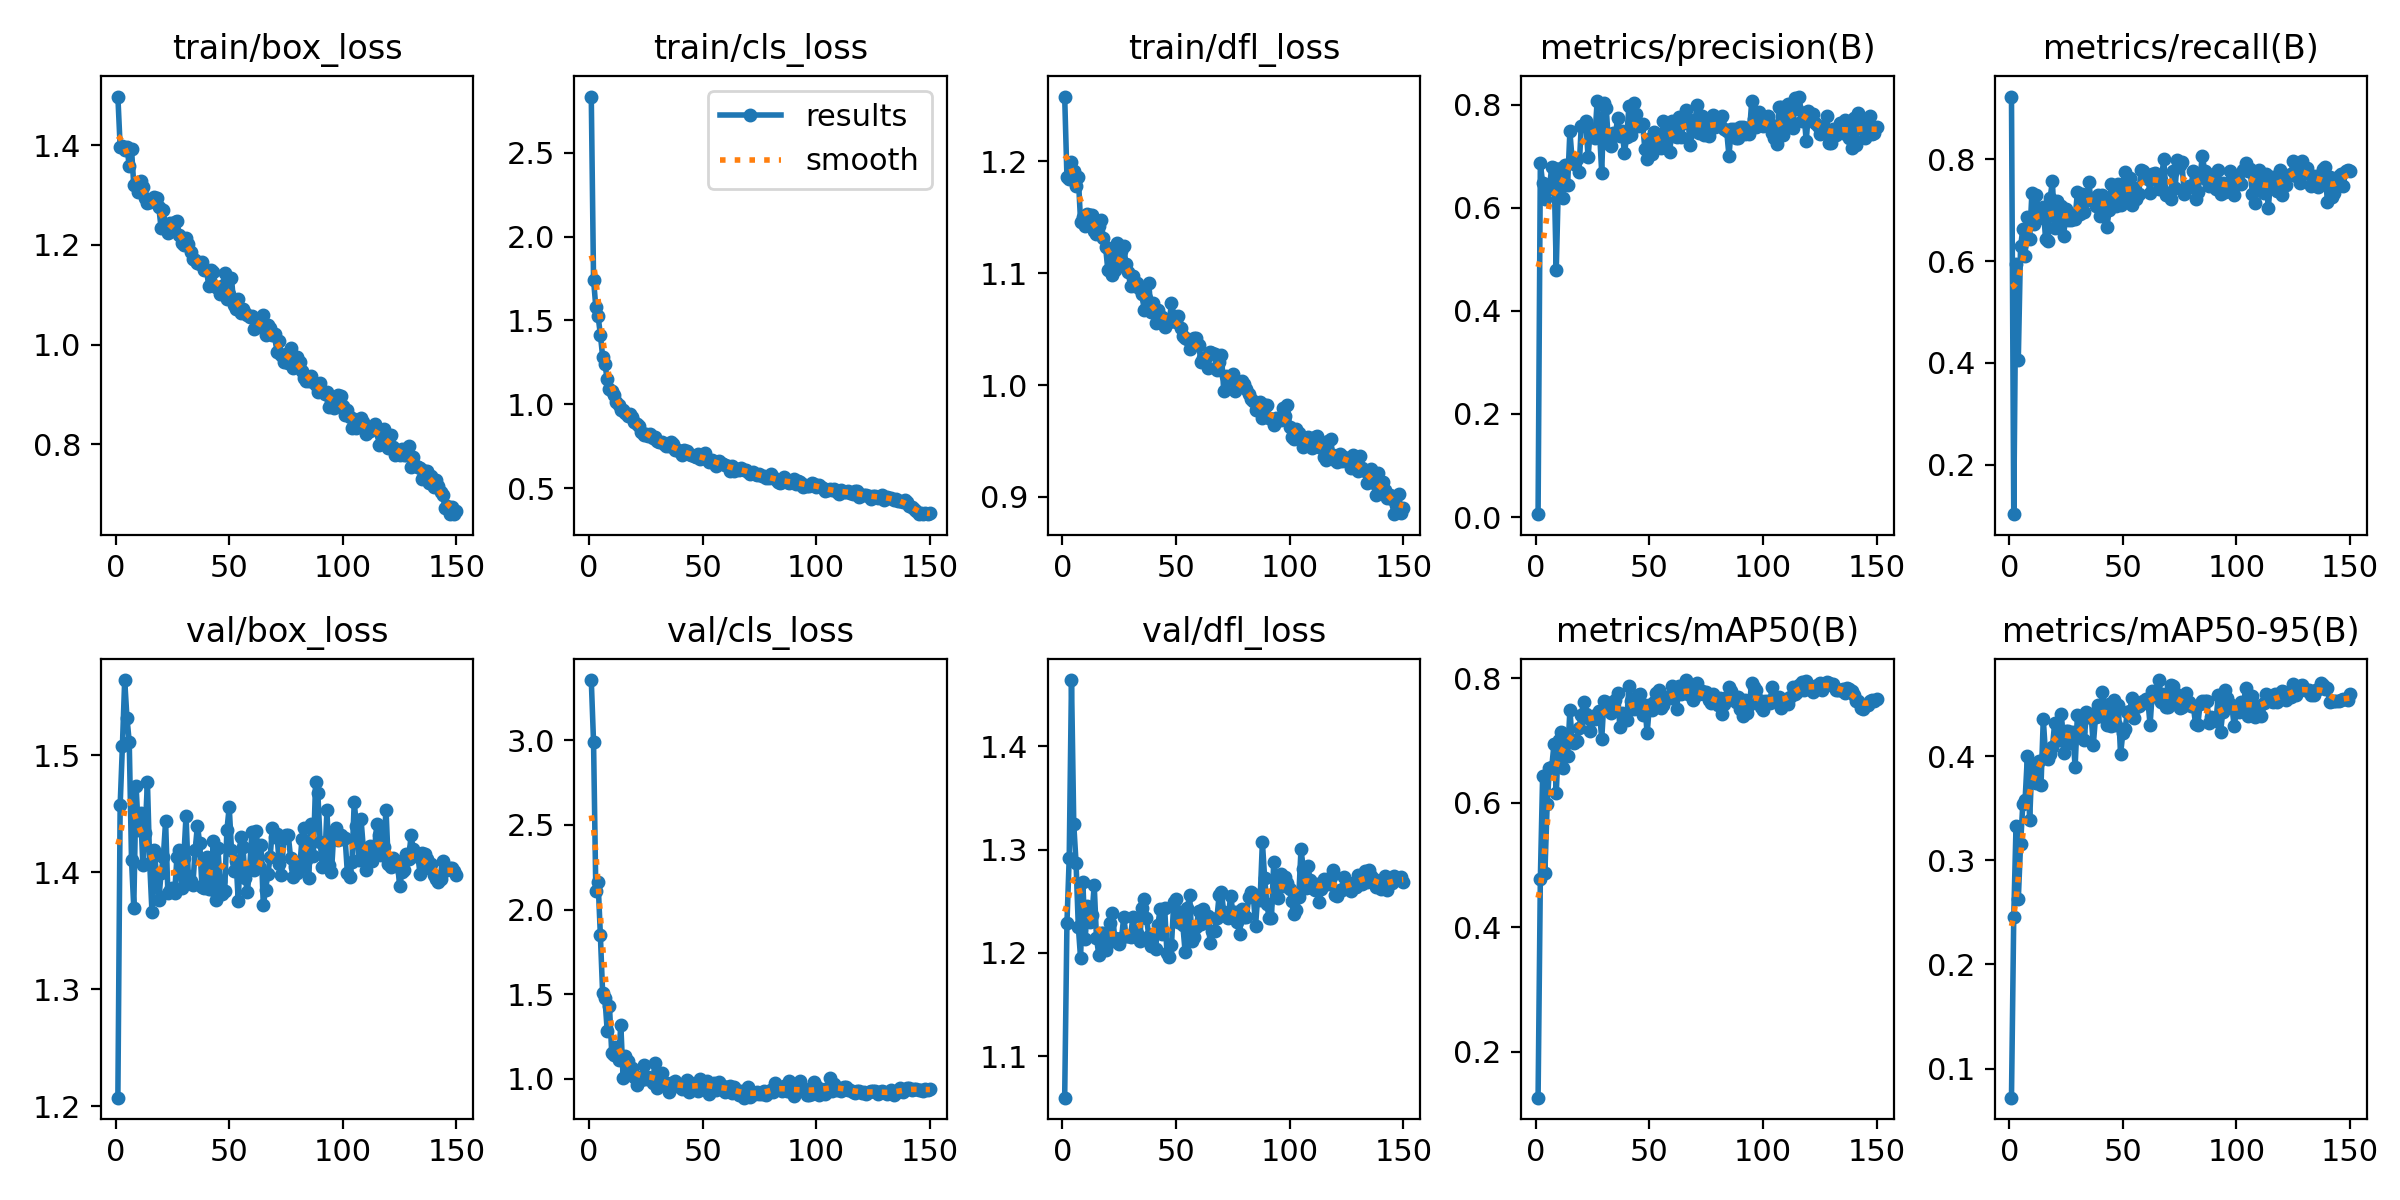 train/box_loss
train/cls_loss
train/dfl_loss
metrics/precision(B)
metrics/recall(B)
1.4
1.2
1.0
0.8
0 50 100 150
2.5
2.0
1.5
1.0
0.5
results
smooth
0 50 100 150
1.2
1.1
1.0
0.9
0 50 100 150
0.8
0.6
0.4
0.2
0.0
0 50 100 150
0.8
0.6
0.4
0.2
0 50 100 150
val/box_loss
val/cls_loss
val/dfl_loss
metrics/mAP50(B)
metrics/mAP50-95(B)
1.5
1.4
1.3
1.2
0 50 100 150
3.0
2.5
2.0
1.5
1.0
0 50 100 150
1.4
1.3
1.2
1.1
0 50 100 150
0.8
0.6
0.4
0.2
0 50 100 150
0.4
0.3
0.2
0.1
0 50 100 150